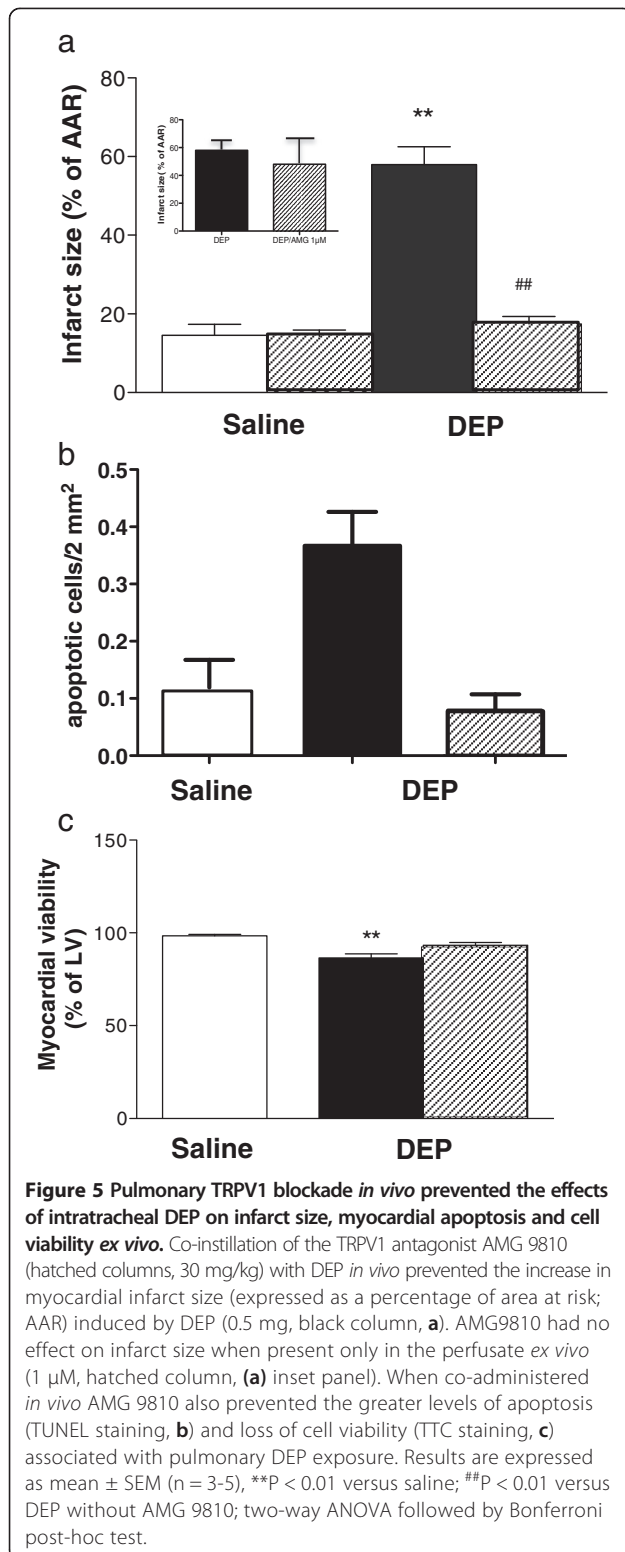 a
80
60
40
20
0
Infarct size (% of AAR)
80
60
40
20
0
Infarct size( % of AAR)
DEP
DEP/AMG 1µM
**
##
Saline
DEP
b
0.5
0.4
0.3
0.2
0.1
0.0
apoptotic cells/2 mm²
Saline
DEP
c
150
100
50
0
Myocardial viability
(% of LV)
**
Saline
DEP
Figure 5 Pulmonary TRPV1 blockade in vivo prevented the effects
of intratracheal DEP on infarct size, myocardial apoptosis and cell
viability ex vivo. Co-instillation of the TRPV1 antagonist AMG 9810
(hatched columns, 30 mg/kg) with DEP in vivo prevented the increase in
myocardial infarct size (expressed as a percentage of area at risk;
AAR) induced by DEP (0.5 mg, black column, a). AMG9810 had no
effect on infarct size when present only in the perfusate ex vivo
(1 µM, hatched column, (a) inset panel). When co-administered
in vivo AMG 9810 also prevented the greater levels of apoptosis
(TUNEL staining, b) and loss of cell viability (TTC staining, c)
associated with pulmonary DEP exposure. Results are expressed
as mean ± SEM (n = 3-5), **P < 0.01 versus saline; ##P < 0.01 versus
DEP without AMG 9810; two-way ANOVA followed by Bonferroni
post-hoc test.